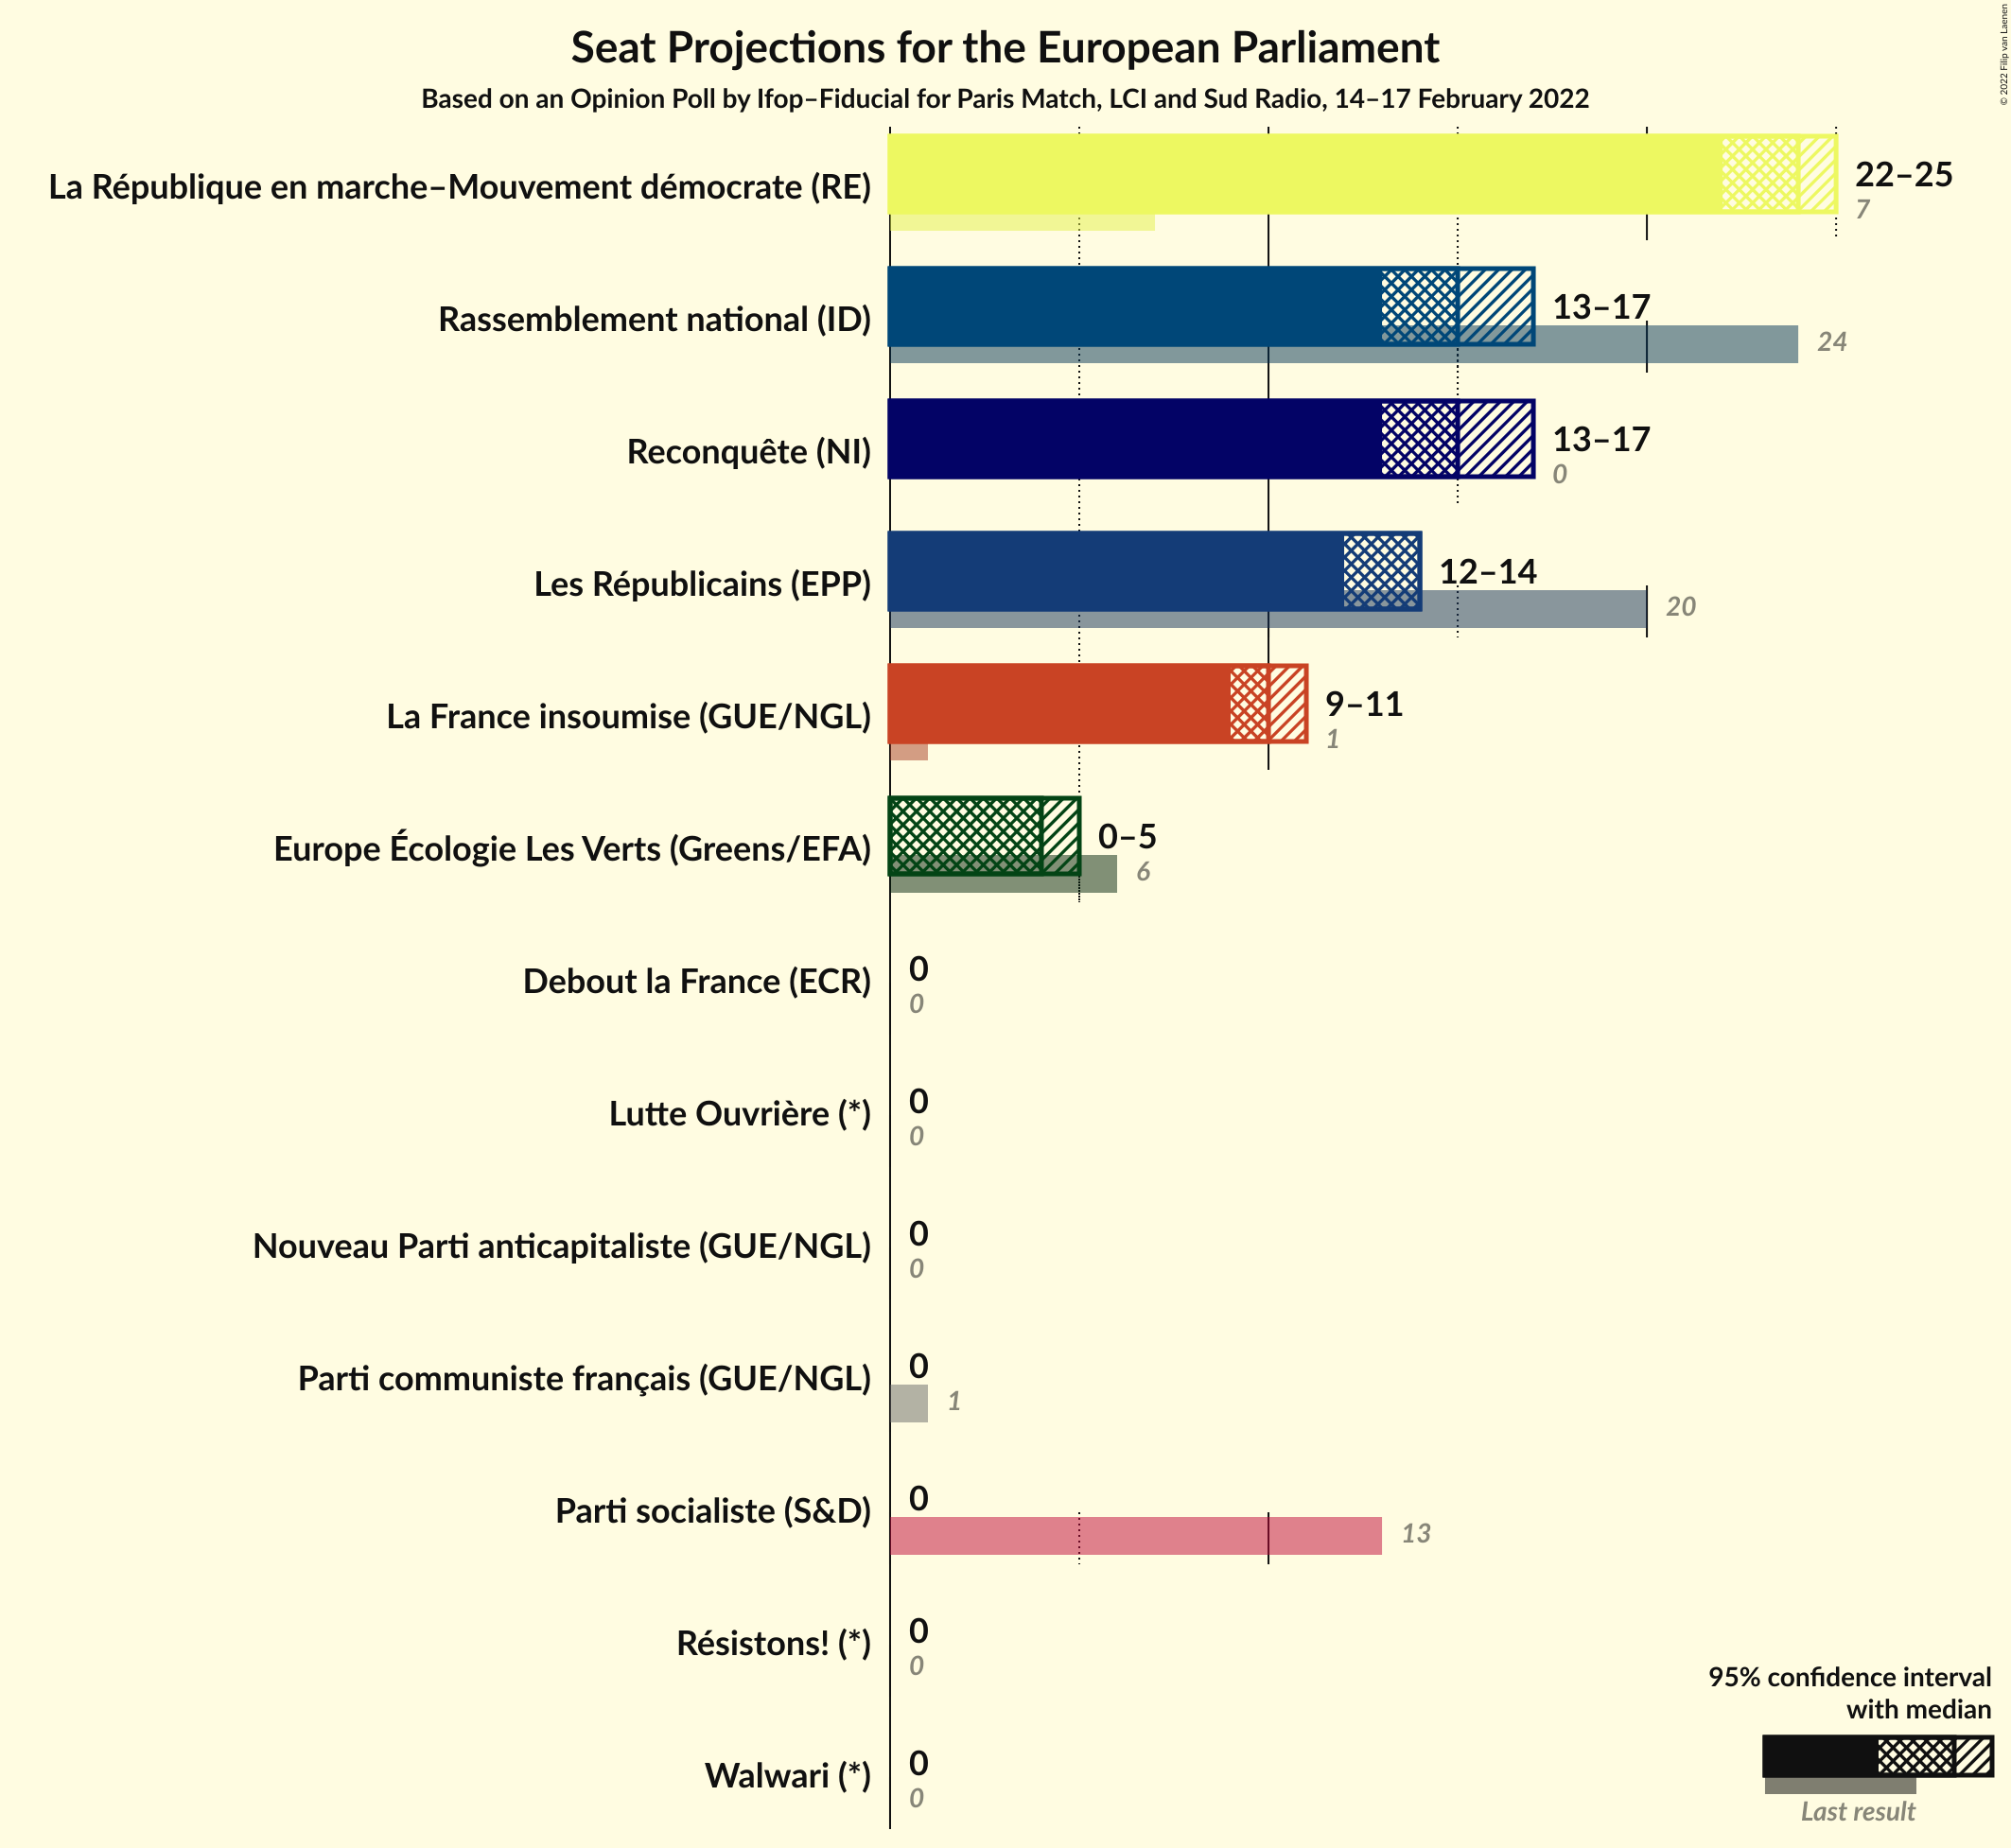 Seat Projections for the European Parliament
Based on an Opinion Poll by Ifop–Fiducial for Paris Match, LCI and Sud Radio, 14–17 February 2022
© 2022 Filip van Laenen
La République en marche–Mouvement démocrate (RE)
22–25
7
Rassemblement national (ID)
13–17
24
Reconquête (NI)
13–17
0
Les Républicains (EPP)
12–14
20
La France insoumise (GUE/NGL)
9–11
1
Europe Écologie Les Verts (Greens/EFA)
0–5
6
Debout la France (ECR)
0
0
Lutte Ouvrière (*)
0
0
Nouveau Parti anticapitaliste (GUE/NGL)
0
0
Parti communiste français (GUE/NGL)
0
1
Parti socialiste (S&D)
0
13
Résistons! (*)
0
0
Walwari (*)
0
0
95% confidence interval
with median
Last result